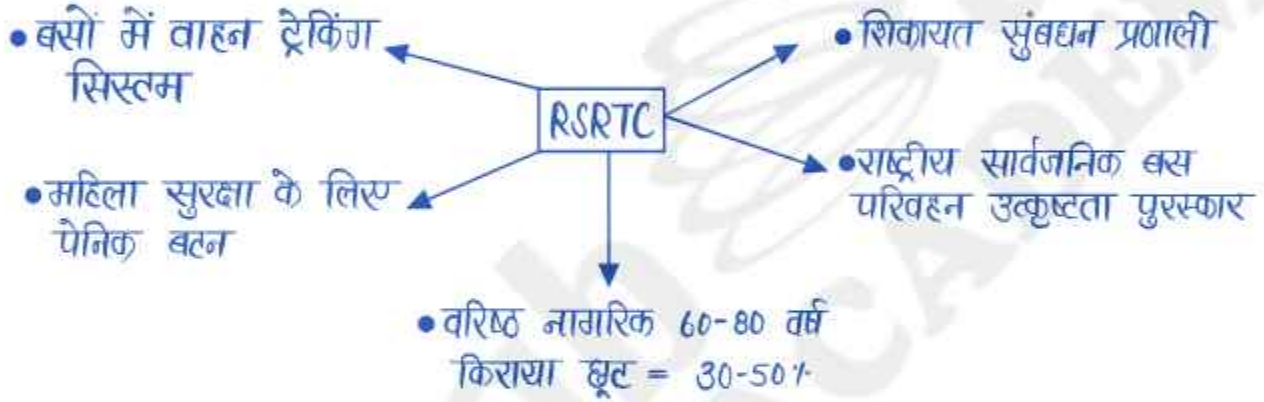 • बसों में वाहन ट्रेकिंग
सिस्टम
• शिकायत सुंबधन प्रणाली
RSRTC
• महिला सुरक्षा के लिए
पेनिक बटन
• राष्ट्रीय सार्वजनिक बस
परिवहन उत्कृष्टता पुरस्कार
• वरिष्ठ नागरिक 60-80 वर्ष
किराया छूट = 30-50%